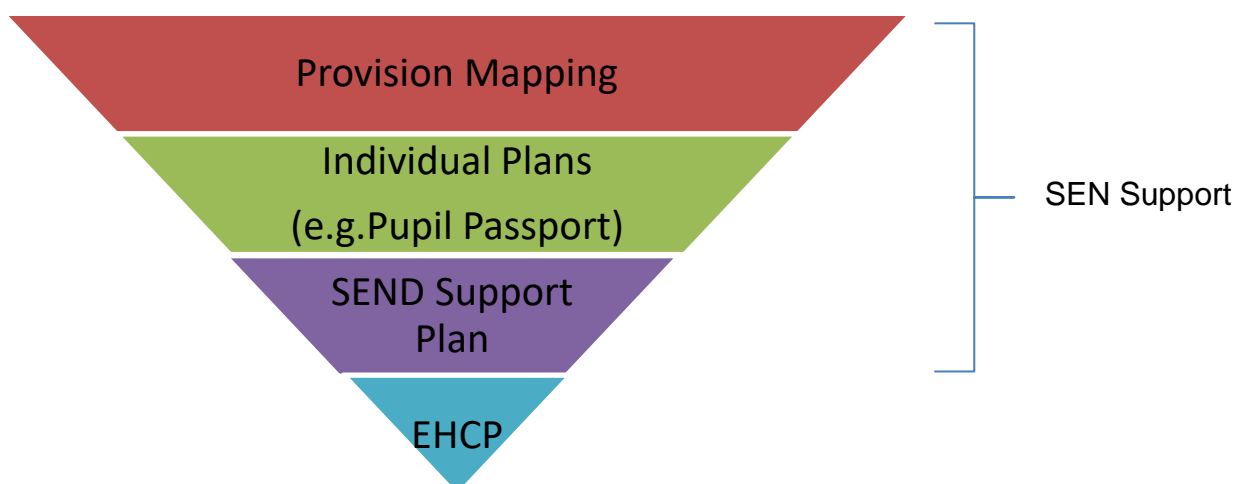 Provision Mapping
Individual Plans
(e.g.Pupil Passport)
SEN Support
SEND Support
Plan
EHCP